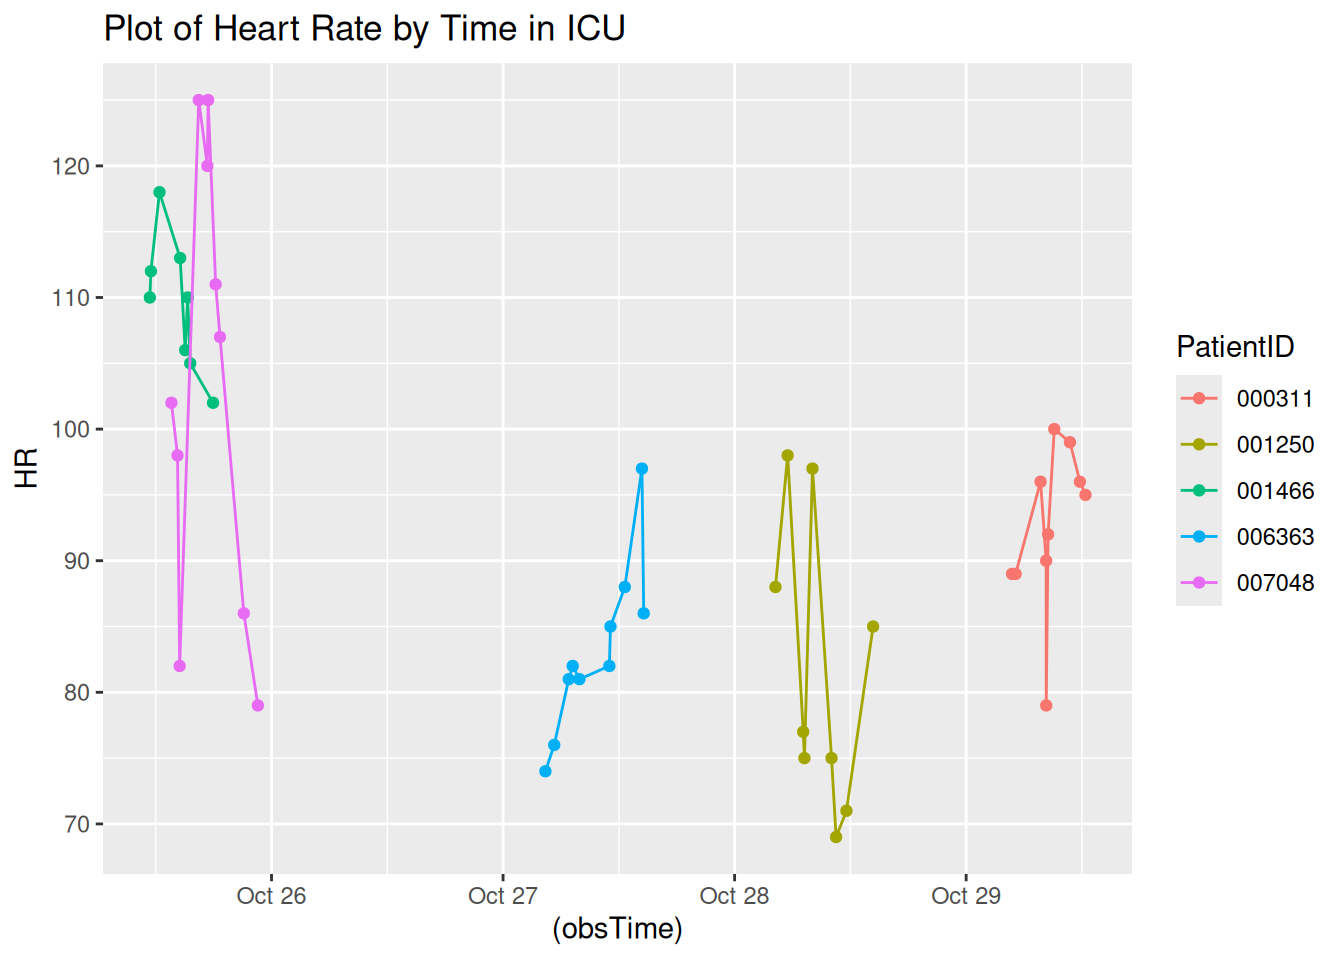 Plot of Heart Rate by Time in ICU
HR
120
110
100
90
80
70
Oct 26
Oct 27
Oct 28
Oct 29
(obsTime)
PatientID
000311
001250
001466
006363
007048